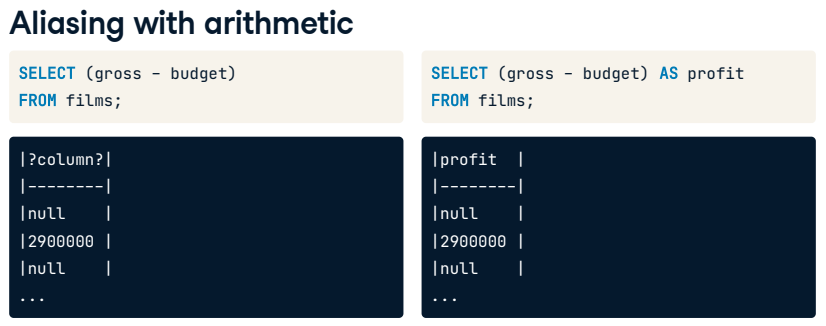 Aliasing with arithmetic
SELECT (gross - budget)
FROM films;
|?column?|
|--------|
|null    |
|2900000 |
|null    |
...
SELECT (gross - budget) AS profit
FROM films;
|profit  |
|--------|
|null    |
|2900000 |
|null    |
...